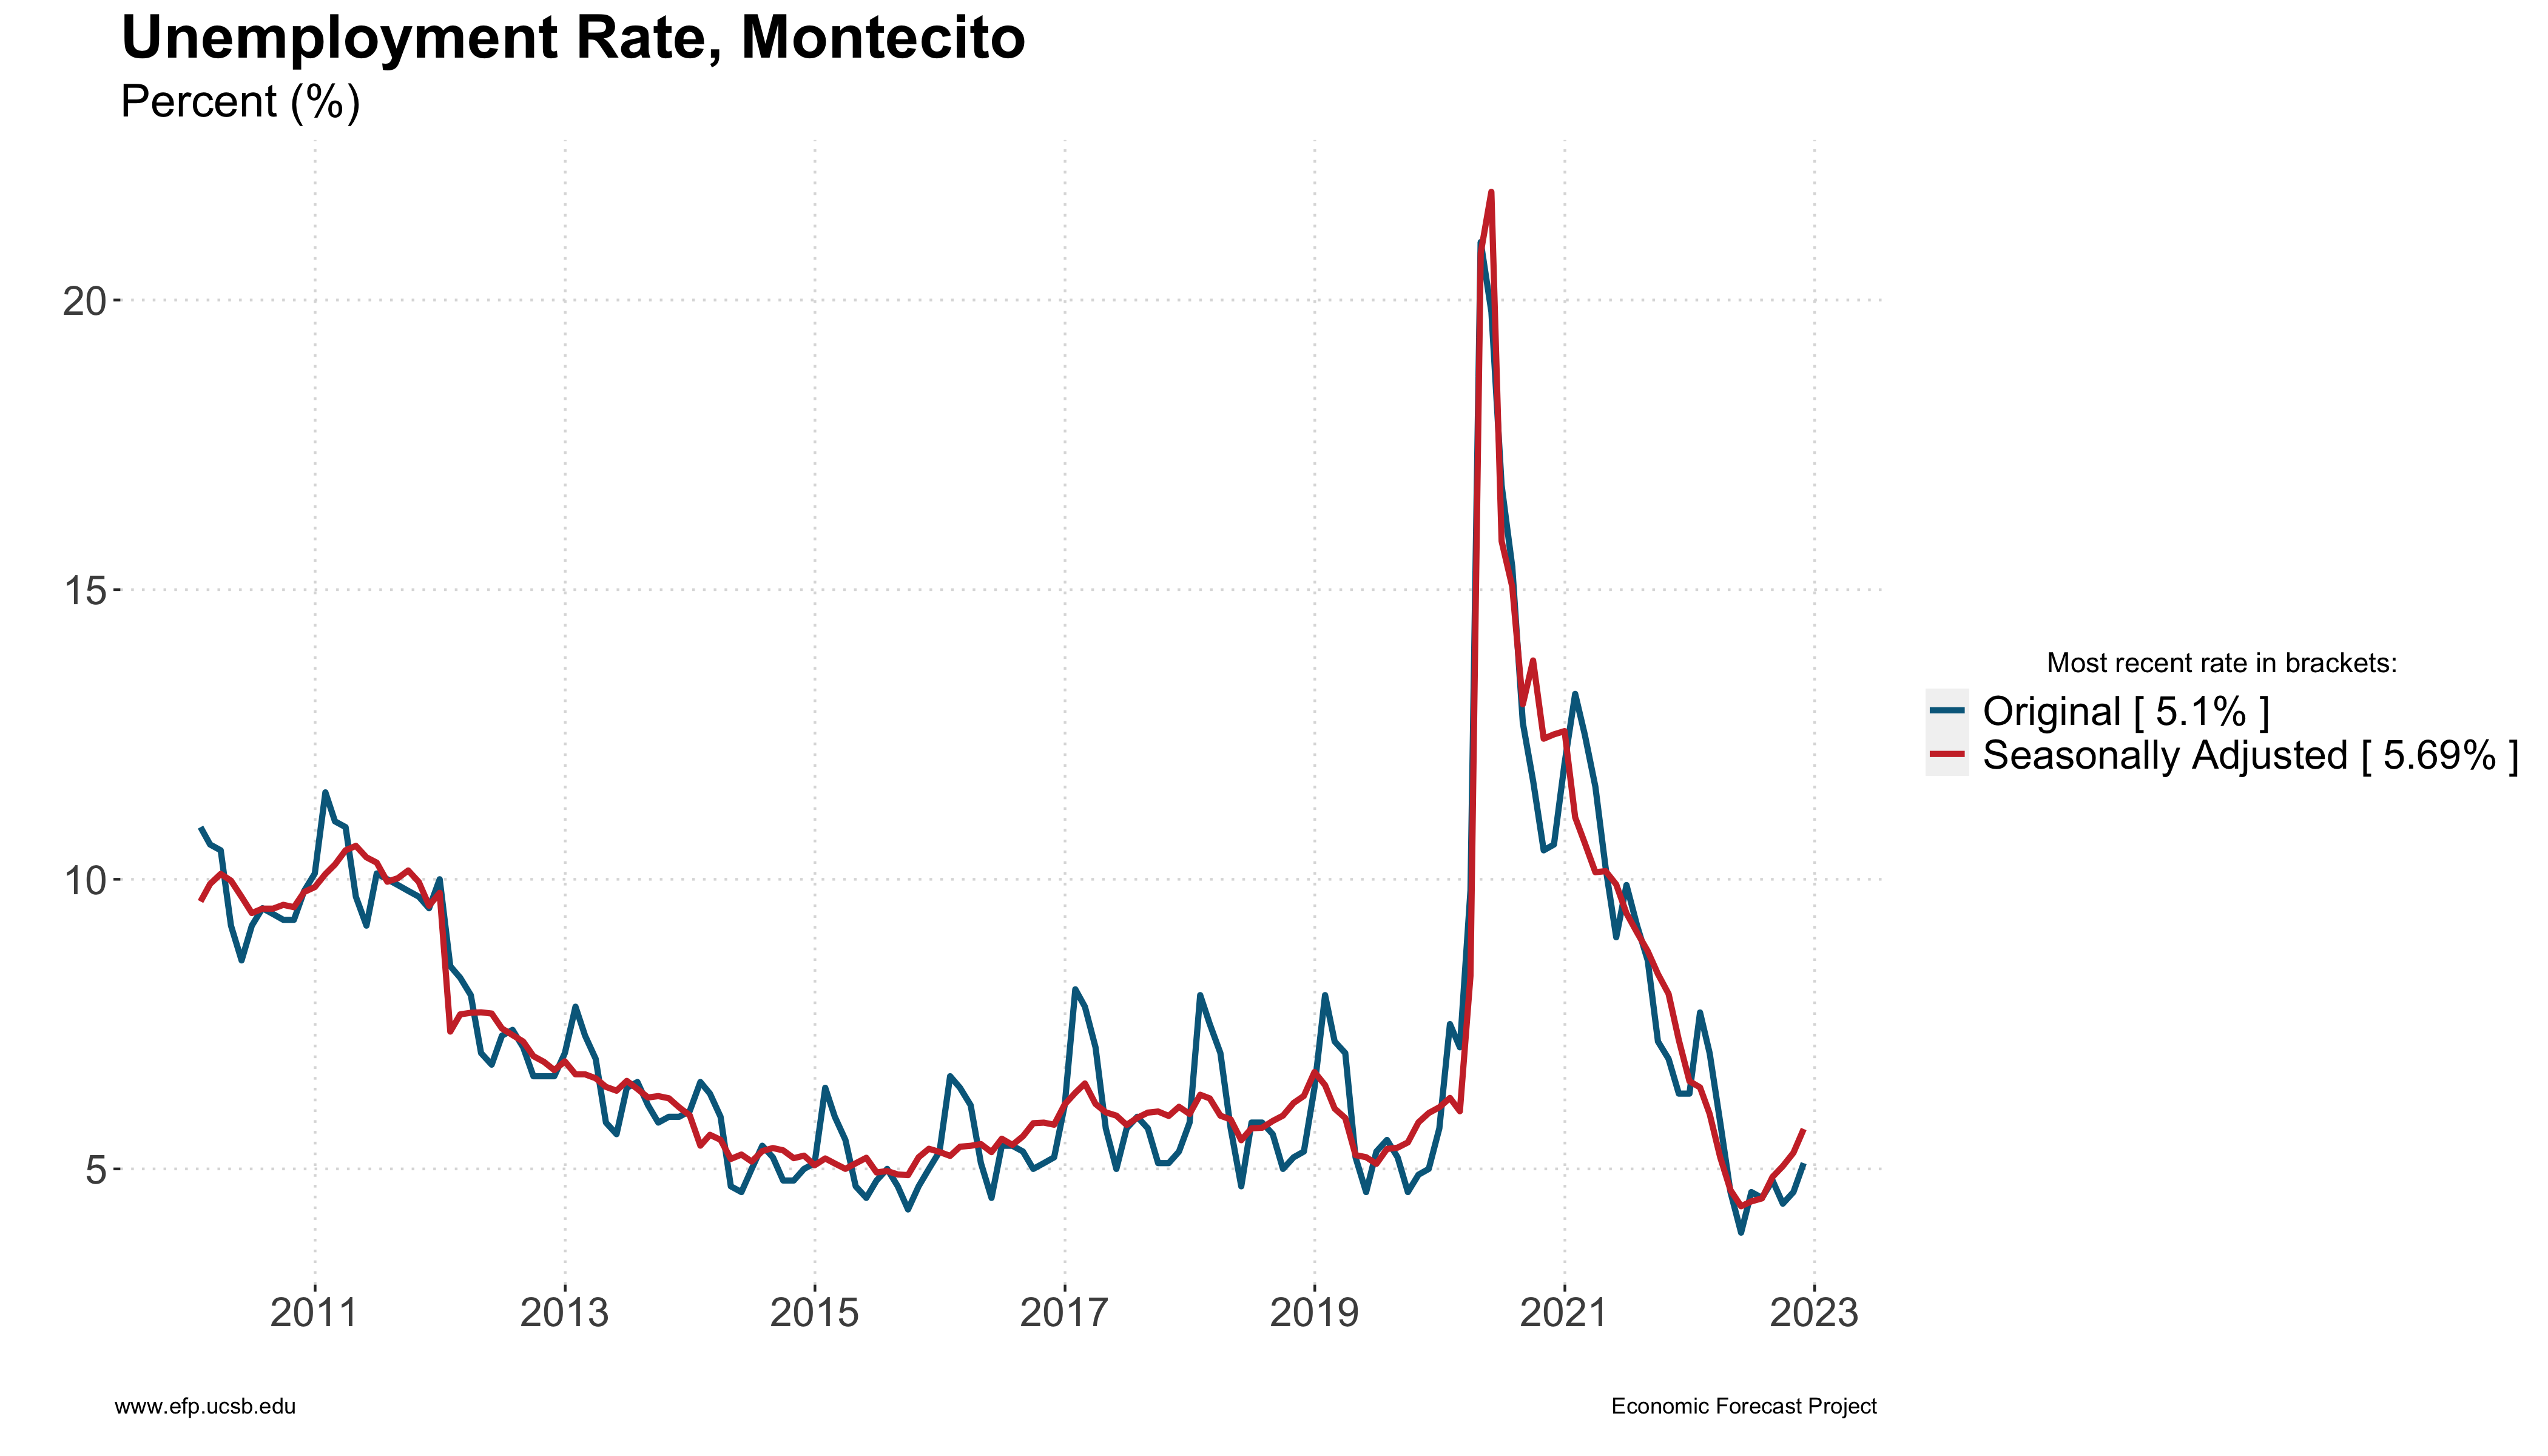 Unemployment Rate, Montecito
Percent (%)
20
15
10
5
2011 2013 2015 2017 2019 2021 2023
Most recent rate in brackets:
Original [ 5.1% ]
Seasonally Adjusted [ 5.69% ]
www.efp.ucsb.edu
Economic Forecast Project